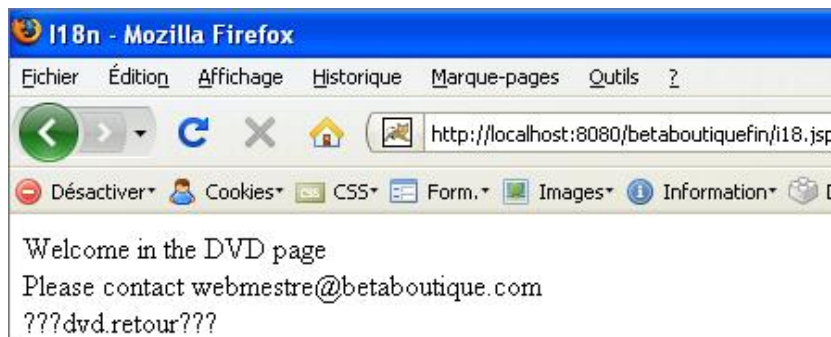 I18n - Mozilla Firefox
Fichier Édition Affichage Historique Marque-pages Outils ?
http://localhost:8080/betaboutiquefin/i18.jsp
Désactiver Cookies CSS Form. Images Information
Welcome in the DVD page
Please contact webmestre@betaboutique.com
???dvd.retour???